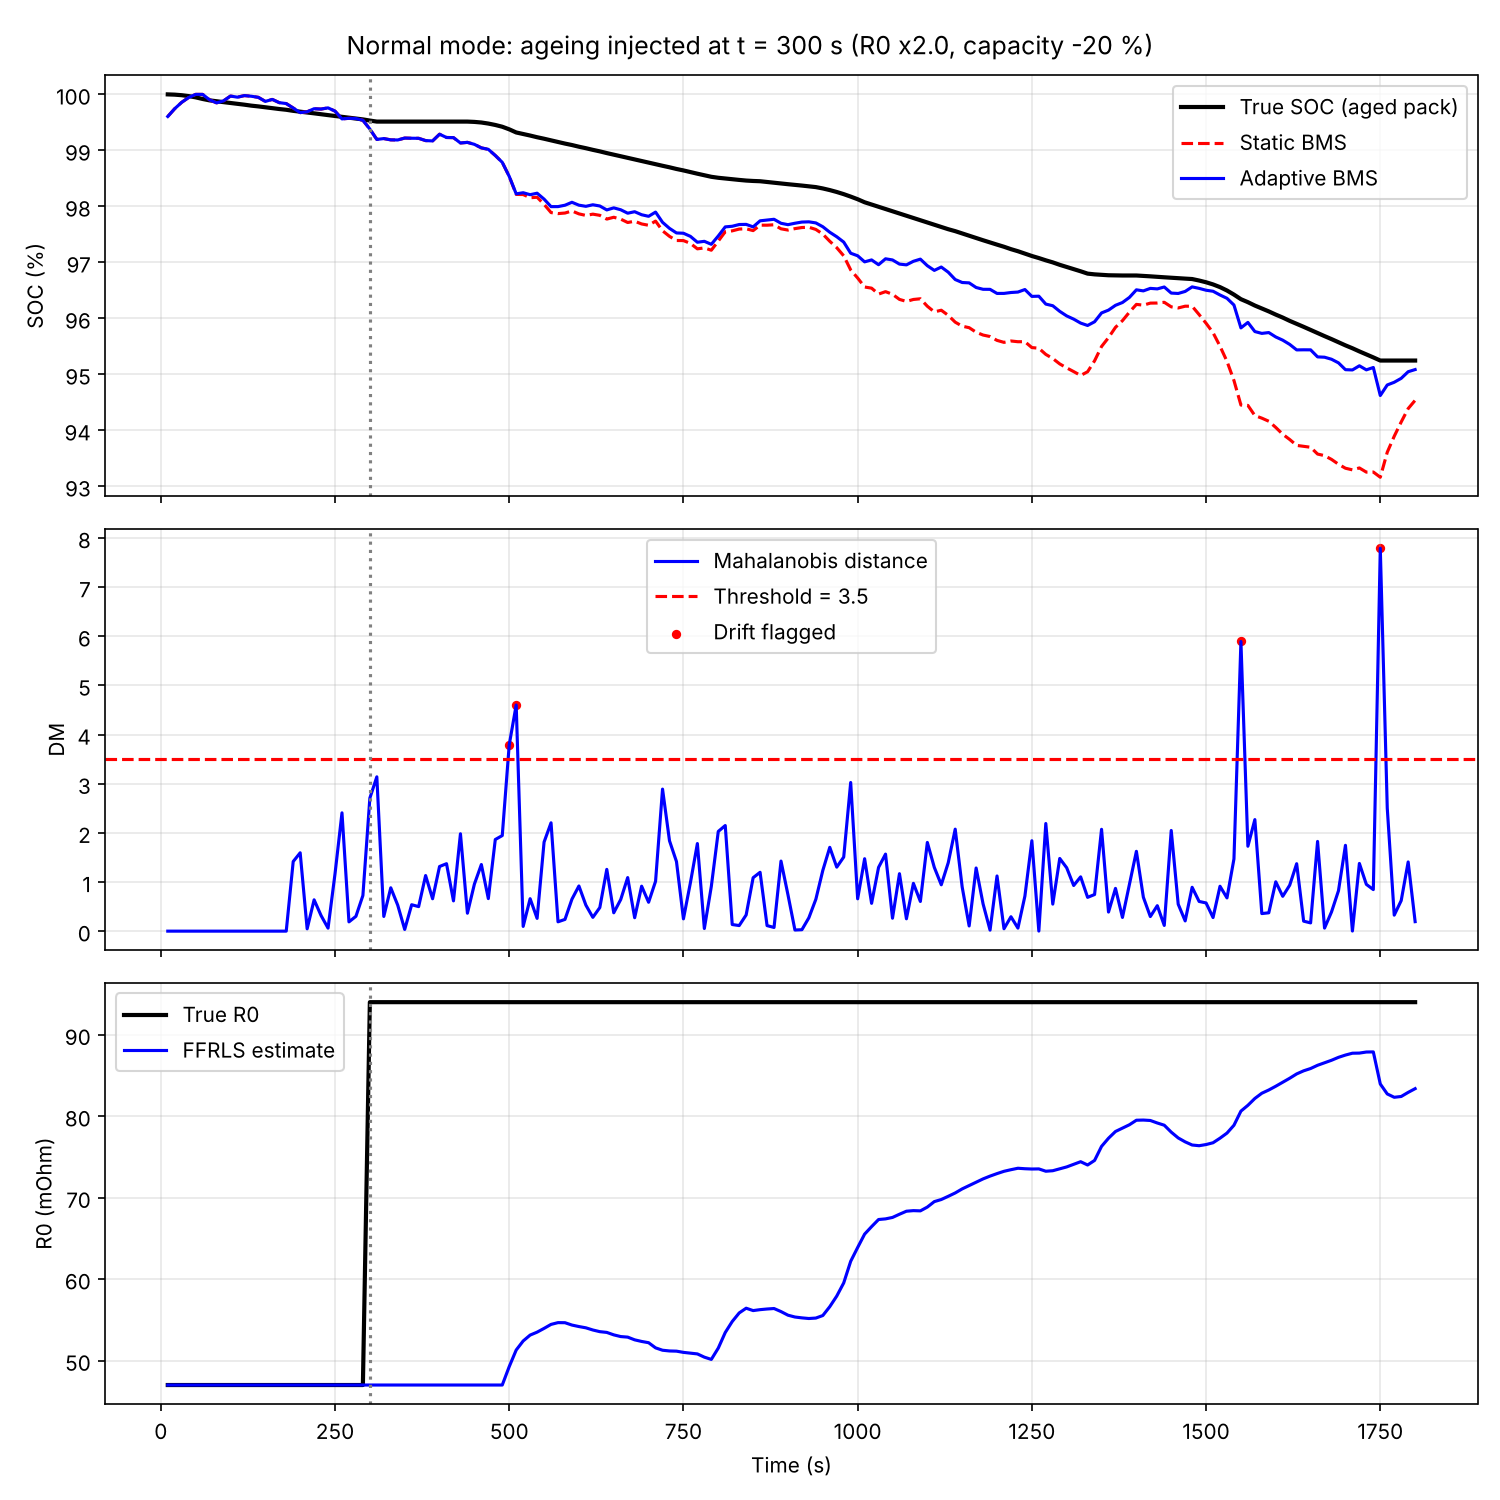 Normal mode: ageing injected at t = 300 s (R0 x2.0, capacity -20 %)
SOC (%)
100
99
98
97
96
95
94
93
True SOC (aged pack)
Static BMS
Adaptive BMS
DM
8
7
6
5
4
3
2
1
0
Mahalanobis distance
Threshold = 3.5
Drift flagged
R0 (mOhm)
90
80
70
60
50
True R0
FFRLS estimate
0 250 500 750 1000 1250 1500 1750
Time (s)